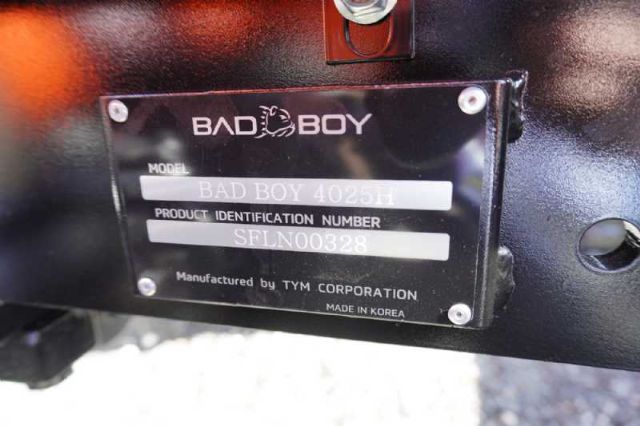 BAD BOY
MODEL
BAD BOY 4025H
PRODUCT IDENTIFICATION NUMBER
SFLN00328
Manufactured by TYM CORPORATION
MADE IN KOREA